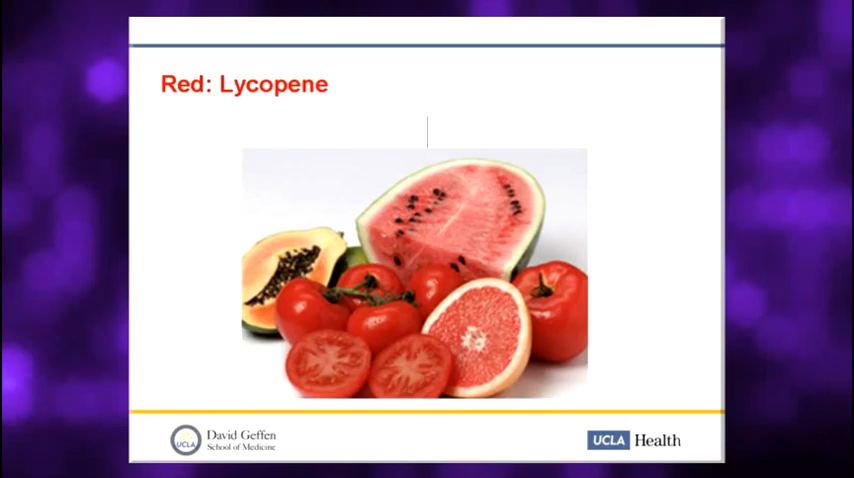 Red: Lycopene
UCLA
David Geffen
School of Medicine
UCLA Health